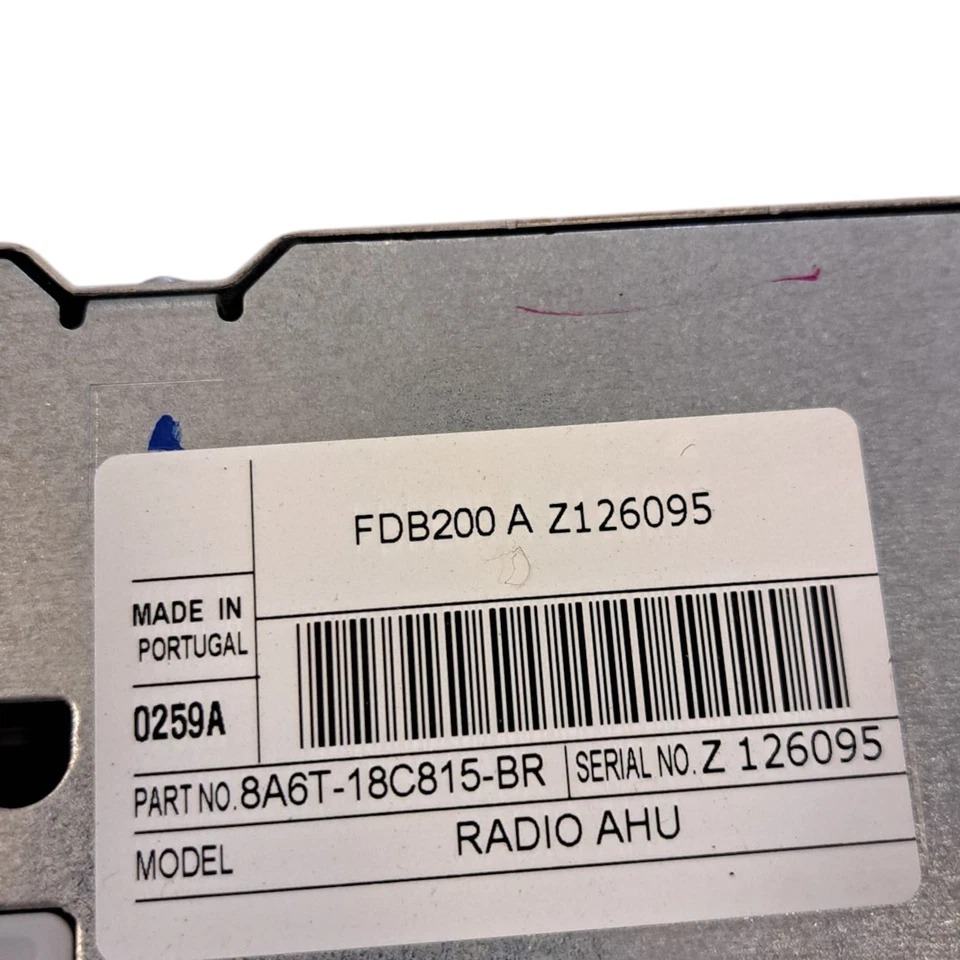 FDB200 A Z126095
MADE IN
PORTUGAL
0259A
PART NO. 8A6T-18C815-BR SERIAL NO. Z 126095
MODEL RADIO AHU